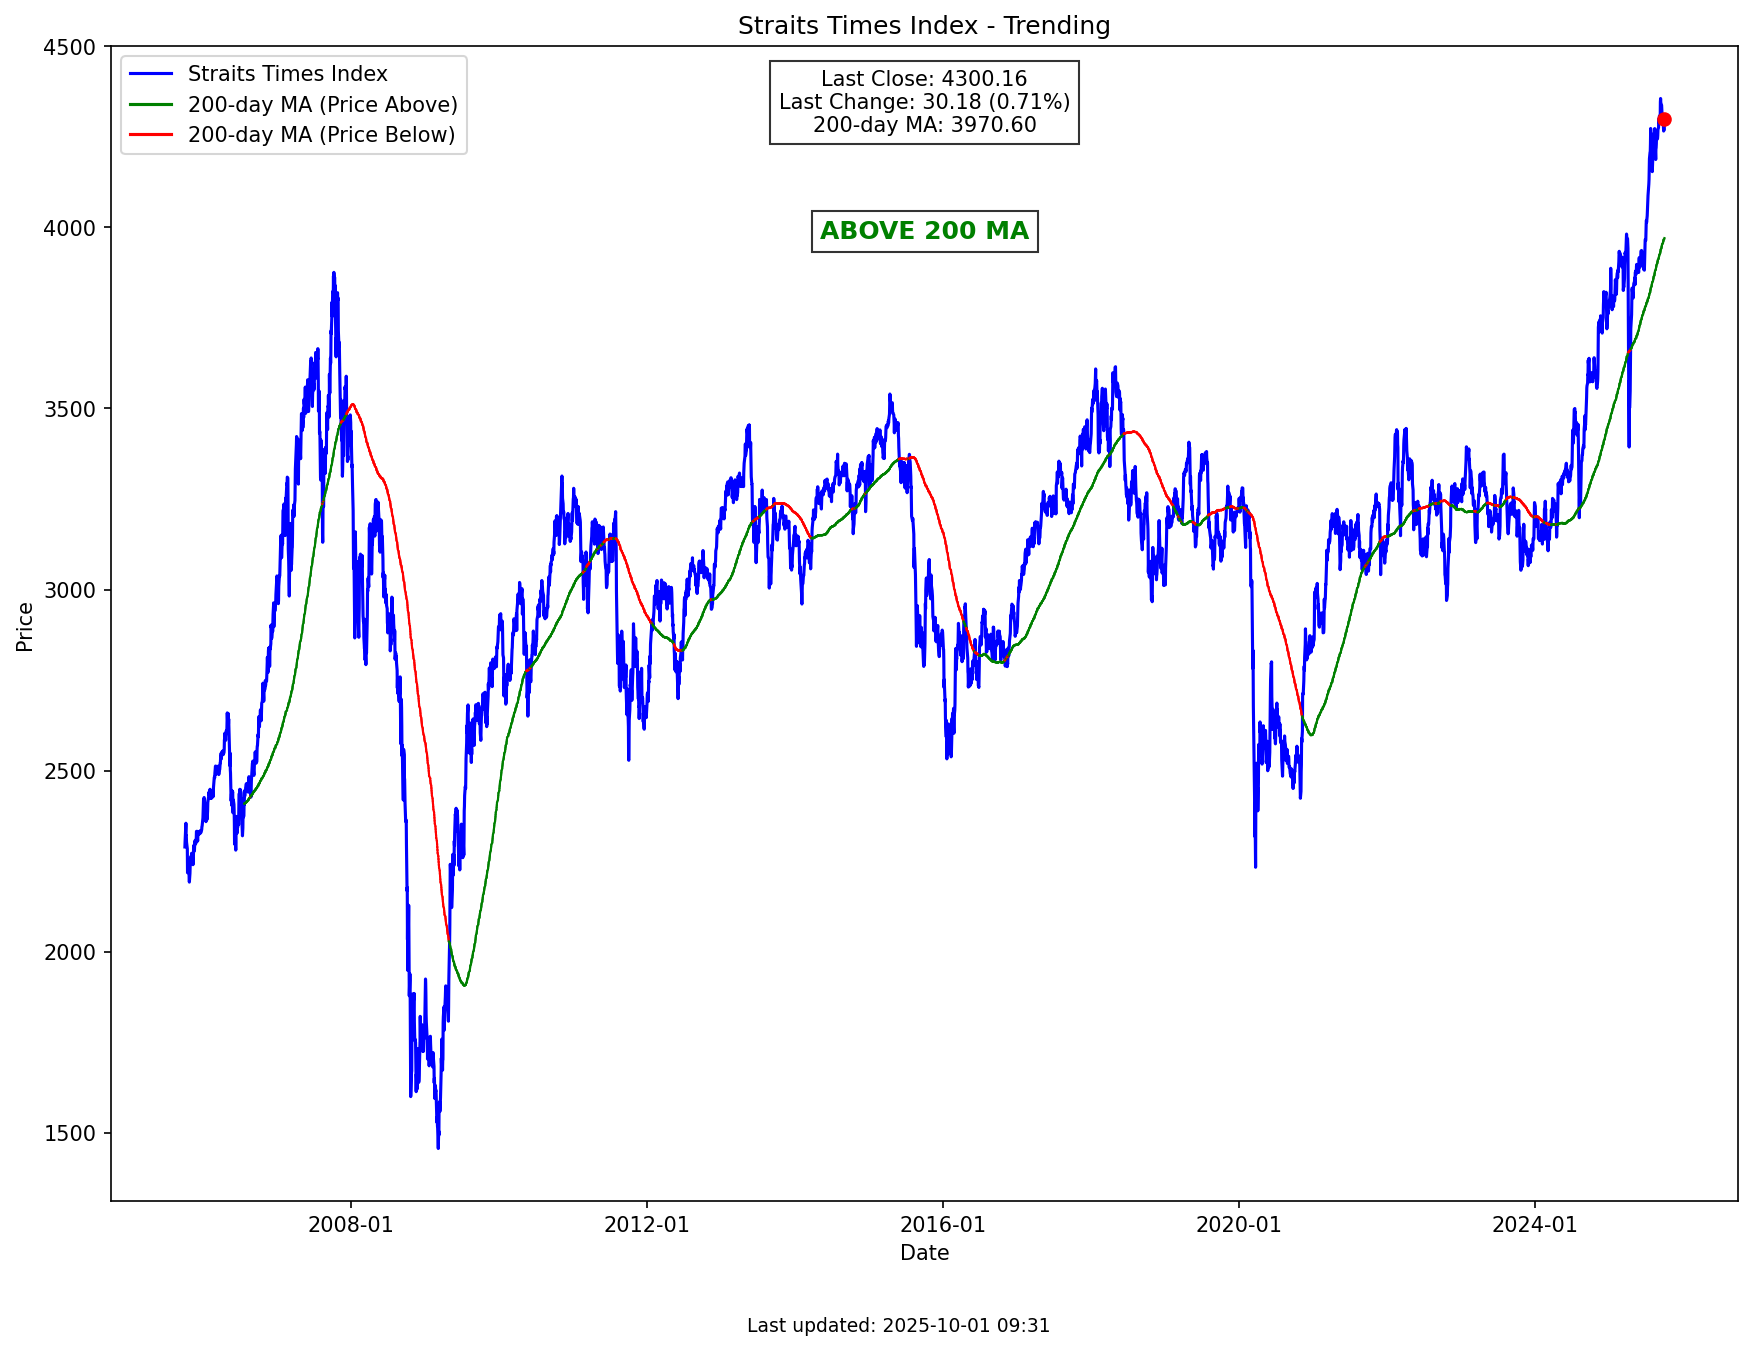 Straits Times Index - Trending
Straits Times Index
200-day MA (Price Above)
200-day MA (Price Below)
Last Close: 4300.16
Last Change: 30.18 (0.71%)
200-day MA: 3970.60
ABOVE 200 MA
Price
4500
4000
3500
3000
2500
2000
1500
2008-01
2012-01
2016-01
2020-01
2024-01
Date
Last updated: 2025-10-01 09:31